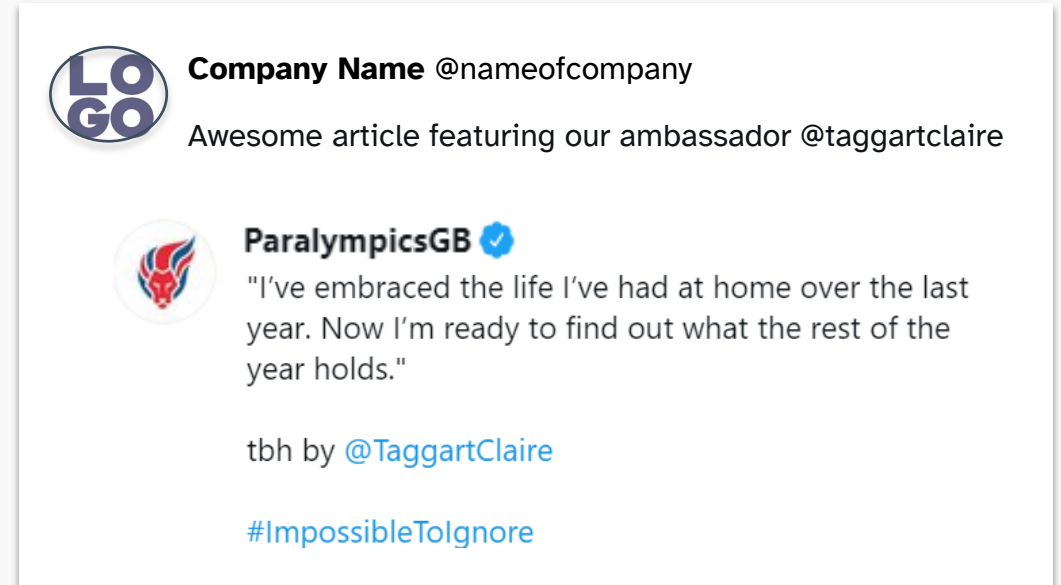 LO
GO
Company Name @nameofcompany
Awesome article featuring our ambassador @taggartclaire
ParalympicsGB
"I've embraced the life I've had at home over the last
year. Now I'm ready to find out what the rest of the
year holds."
tbh by @TaggartClaire
#ImpossibleToIgnore